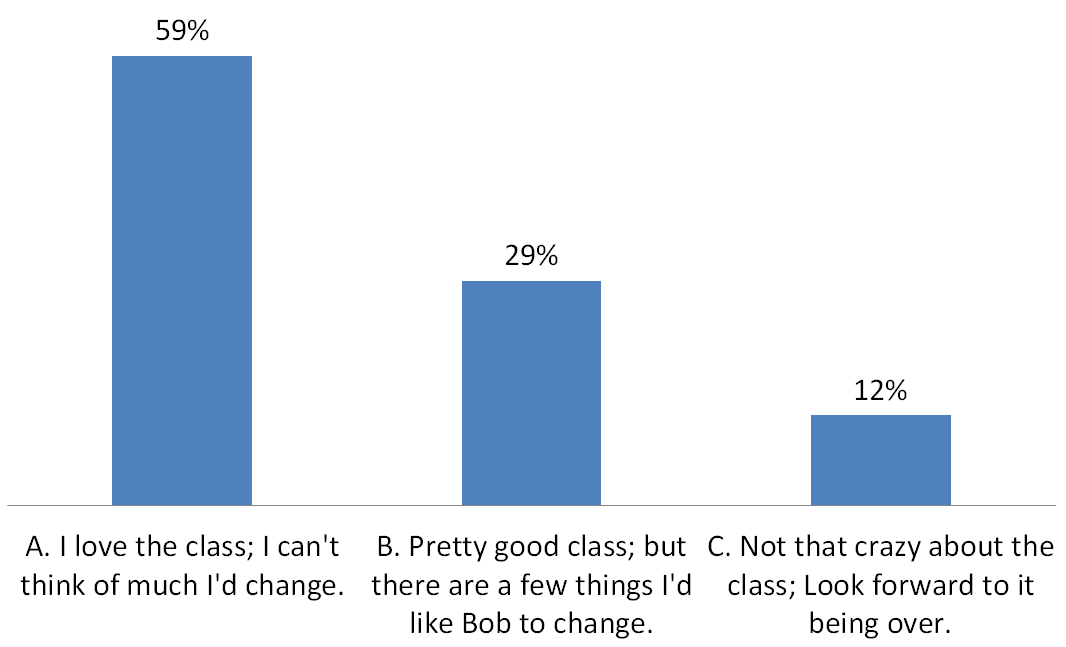 59%
29%
12%
A. I love the class; I can't
think of much I'd change.
B. Pretty good class; but
there are a few things I'd
like Bob to change.
C. Not that crazy about the
class; Look forward to it
being over.